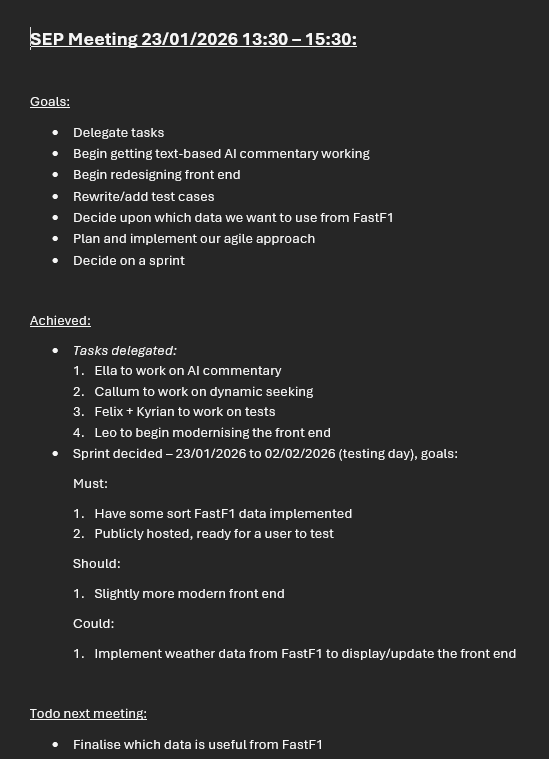 SEP Meeting 23/01/2026 13:30 – 15:30:
Goals:
• Delegate tasks
• Begin getting text-based AI commentary working
• Begin redesigning front end
• Rewrite/add test cases
• Decide upon which data we want to use from FastF1
• Plan and implement our agile approach
• Decide on a sprint
Achieved:
• Tasks delegated:
1. Ella to work on AI commentary
2. Callum to work on dynamic seeking
3. Felix + Kyrian to work on tests
4. Leo to begin modernising the front end
• Sprint decided – 23/01/2026 to 02/02/2026 (testing day), goals:
Must:
1. Have some sort FastF1 data implemented
2. Publicly hosted, ready for a user to test
Should:
1. Slightly more modern front end
Could:
1. Implement weather data from FastF1 to display/update the front end
Todo next meeting:
• Finalise which data is useful from FastF1